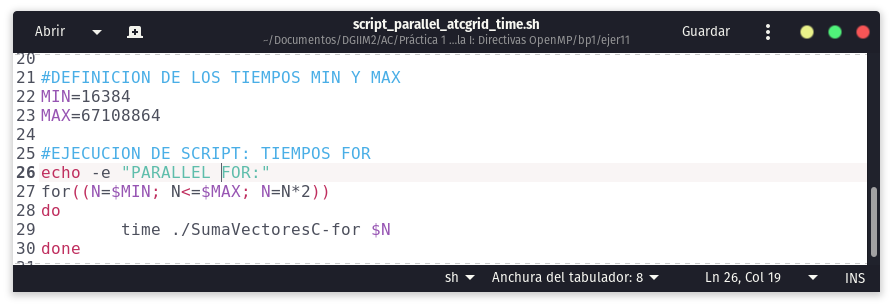 Abrir
script_parallel_atcgrid_time.sh
~/Documentos/DGIIM2/AC/Práctica 1 ...la I: Directivas OpenMP/bp1/ejer11
Guardar
20
21 #DEFINICION DE LOS TIEMPOS MIN Y MAX
22 MIN=16384
23 MAX=67108864
24
25 #EJECUCION DE SCRIPT: TIEMPOS FOR
26 echo -e "PARALLEL FOR:"
27 for((N=$MIN; N<=$MAX; N=N*2))
28 do
29 time ./SumaVectoresC-for $N
30 done
31
sh Anchura del tabulador: 8 Ln 26, Col 19 INS